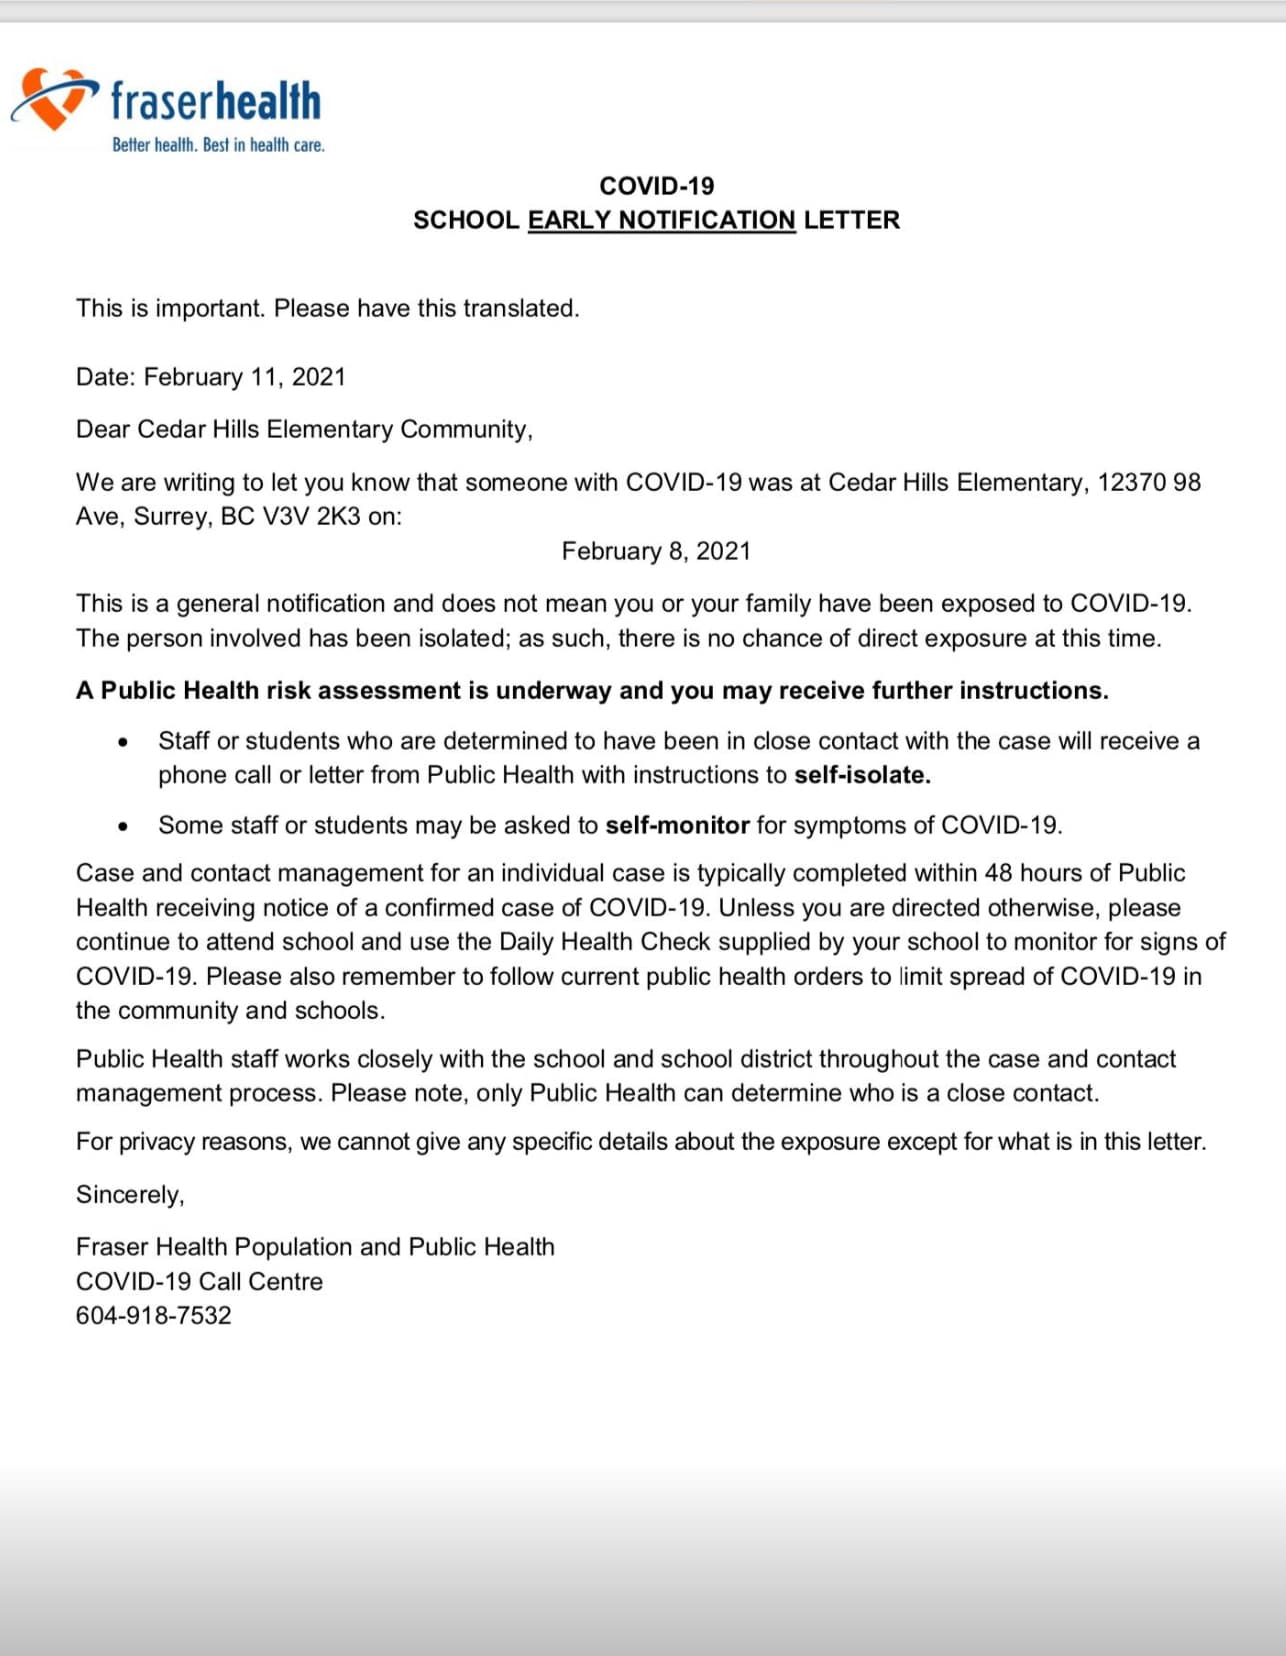 fraserhealth
Better health. Best in health care.
COVID-19
SCHOOL EARLY NOTIFICATION LETTER
This is important. Please have this translated.
Date: February 11, 2021
Dear Cedar Hills Elementary Community,
We are writing to let you know that someone with COVID-19 was at Cedar Hills Elementary, 12370 98
Ave, Surrey, BC V3V 2K3 on:
February 8, 2021
This is a general notification and does not mean you or your family have been exposed to COVID-19.
The person involved has been isolated; as such, there is no chance of direct exposure at this time.
A Public Health risk assessment is underway and you may receive further instructions.
• Staff or students who are determined to have been in close contact with the case will receive a
phone call or letter from Public Health with instructions to self-isolate.
• Some staff or students may be asked to self-monitor for symptoms of COVID-19.
Case and contact management for an individual case is typically completed within 48 hours of Public
Health receiving notice of a confirmed case of COVID-19. Unless you are directed otherwise, please
continue to attend school and use the Daily Health Check supplied by your school to monitor for signs of
COVID-19. Please also remember to follow current public health orders to limit spread of COVID-19 in
the community and schools.
Public Health staff works closely with the school and school district throughout the case and contact
management process. Please note, only Public Health can determine who is a close contact.
For privacy reasons, we cannot give any specific details about the exposure except for what is in this letter.
Sincerely,
Fraser Health Population and Public Health
COVID-19 Call Centre
604-918-7532